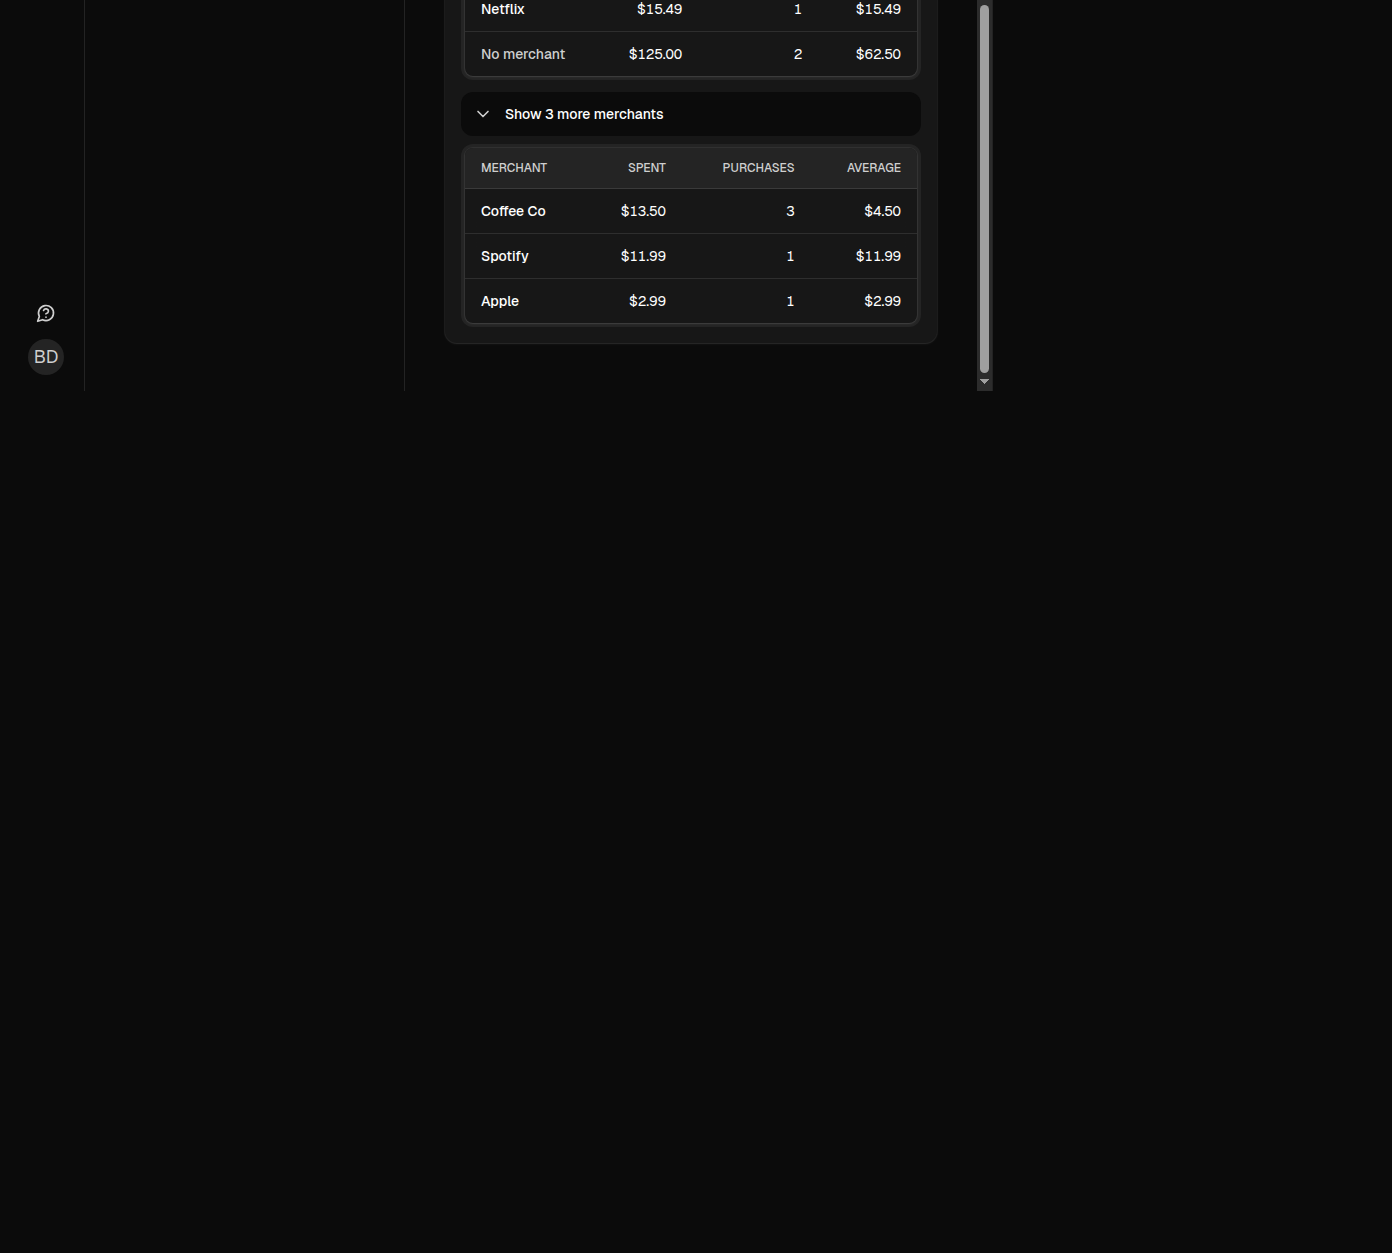 Netflix $15.49 1 $15.49
No merchant $125.00 2 $62.50
Show 3 more merchants
MERCHANT SPENT PURCHASES AVERAGE
Coffee Co $13.50 3 $4.50
Spotify $11.99 1 $11.99
Apple $2.99 1 $2.99
BD